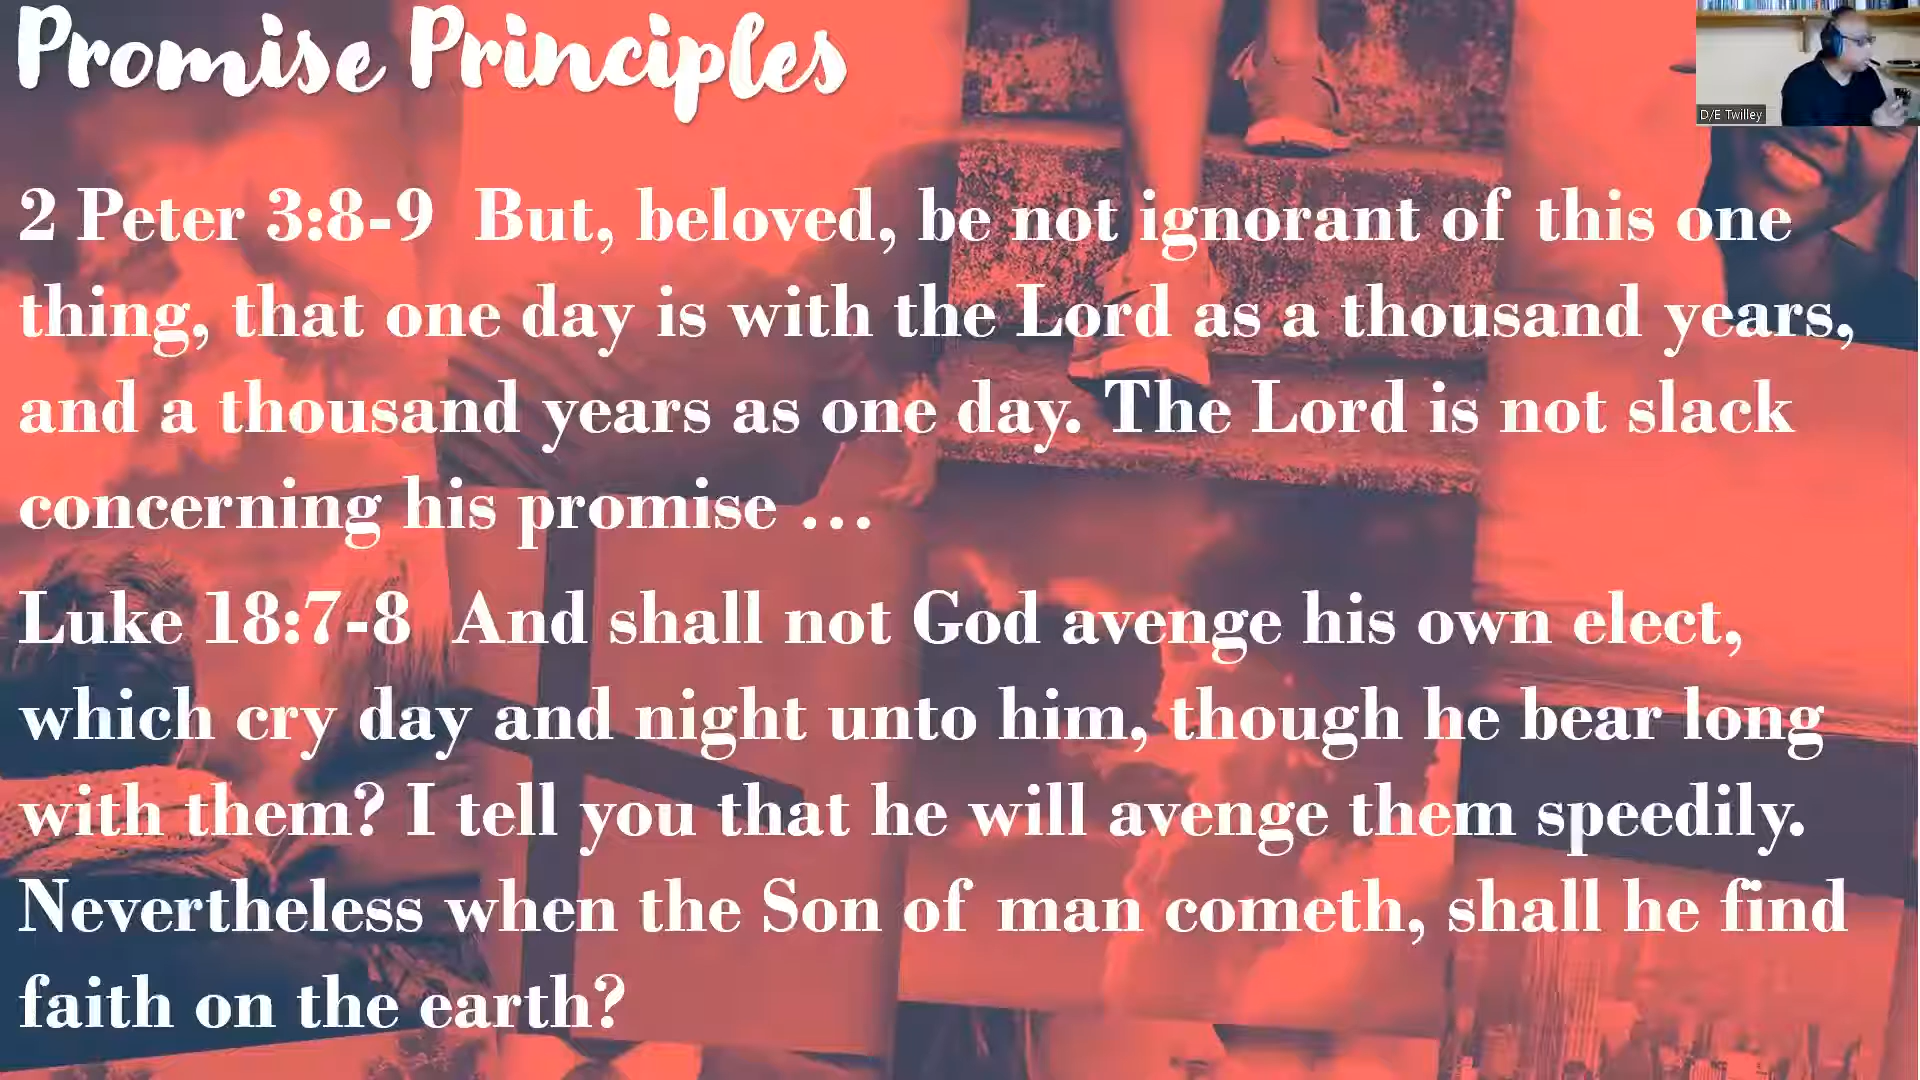 Promise Principles
D/E Twilley
2 Peter 3:8-9 But, beloved, be not ignorant of this one
thing, that one day is with the Lord as a thousand years,
and a thousand years as one day. The Lord is not slack
concerning his promise …
Luke 18:7-8 And shall not God avenge his own elect,
which cry day and night unto him, though he bear long
with them? I tell you that he will avenge them speedily.
Nevertheless when the Son of man cometh, shall he find
faith on the earth?